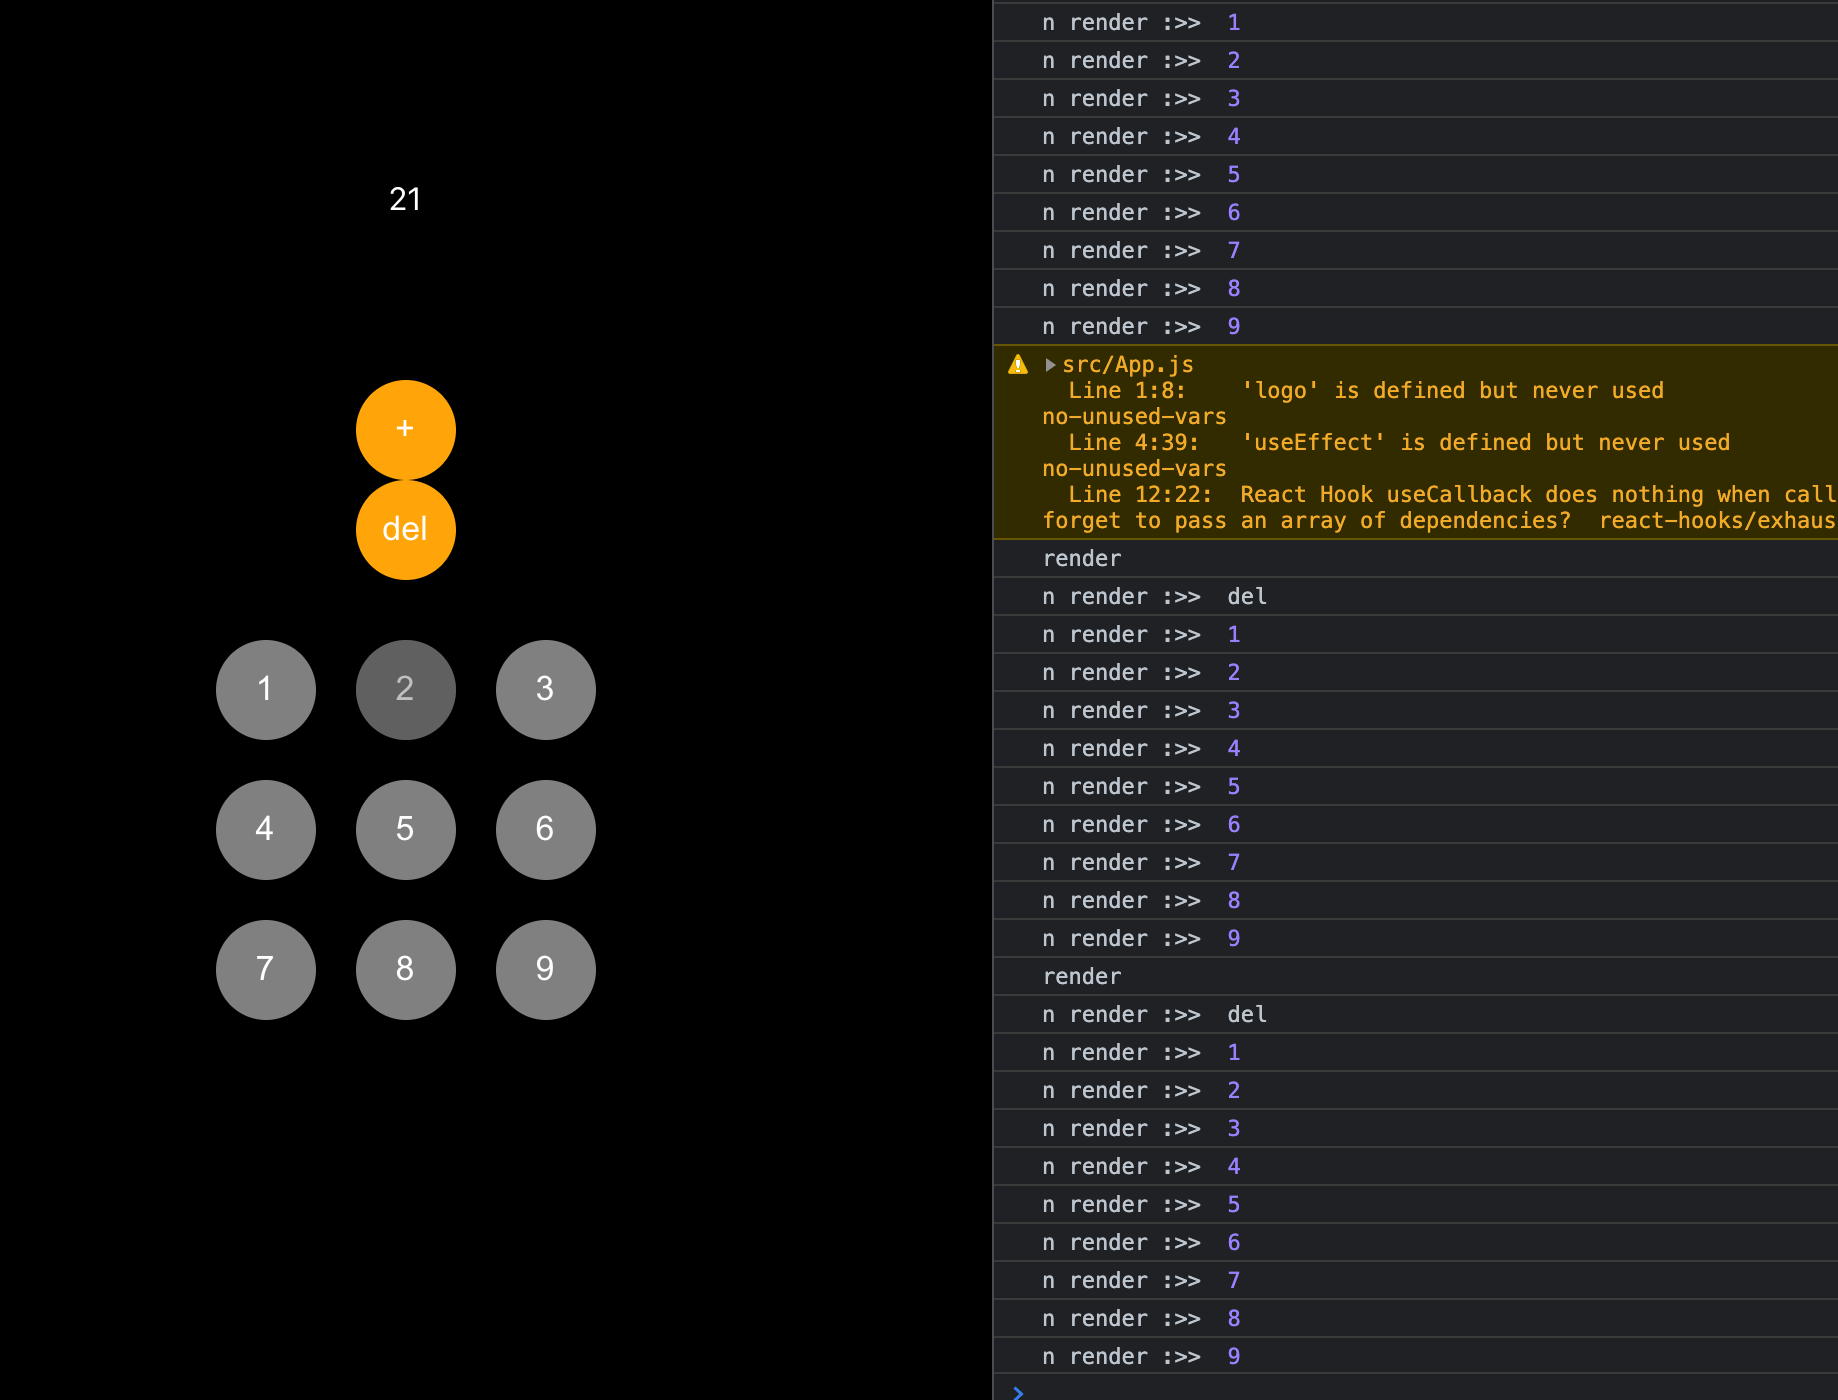 21
+
del
1 2 3
4 5 6
7 8 9
n render :>> 1
n render :>> 2
n render :>> 3
n render :>> 4
n render :>> 5
n render :>> 6
n render :>> 7
n render :>> 8
n render :>> 9
src/App.js
Line 1:8: 'logo' is defined but never used
no-unused-vars
Line 4:39: 'useEffect' is defined but never used
no-unused-vars
Line 12:22: React Hook useCallback does nothing when call
forget to pass an array of dependencies? react-hooks/exhaus
render
n render :>> del
n render :>> 1
n render :>> 2
n render :>> 3
n render :>> 4
n render :>> 5
n render :>> 6
n render :>> 7
n render :>> 8
n render :>> 9
render
n render :>> del
n render :>> 1
n render :>> 2
n render :>> 3
n render :>> 4
n render :>> 5
n render :>> 6
n render :>> 7
n render :>> 8
n render :>> 9